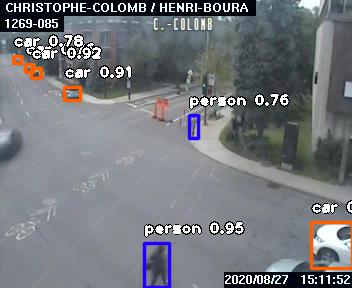 CHRISTOPHE-COLOMB / HENRI-BOURA
1269-085
C.-COLOMB
car 0.78
car 0.92
car 0.91
person 0.76
car 0
person 0.95
2020/08/27 15:11:52